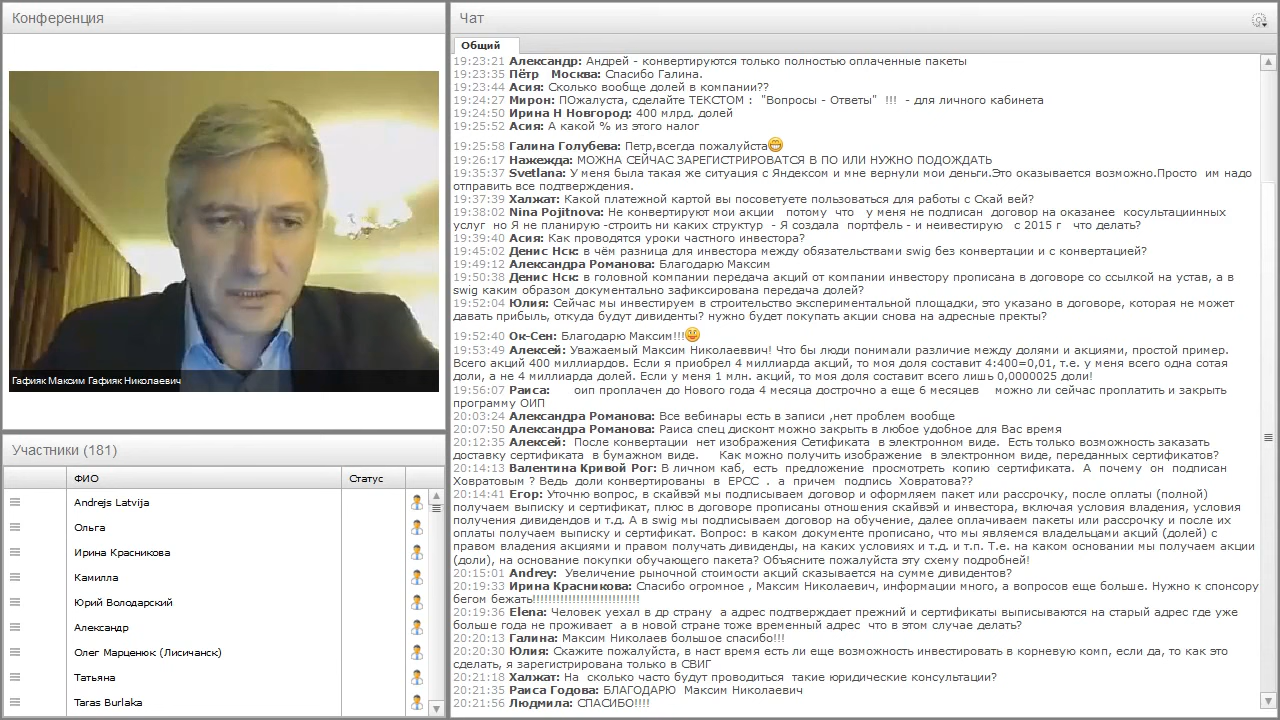 Конференция
Гафияк Максим Гафияк Николаевич
Участники (181)
ФИО
Статус
Andrejs Latvija
Ольга
Ирина Красникова
Камилла
Юрий Володарский
Александр
Олег Марценюк (Лисичанск)
Татьяна
Taras Burlaka
Чат
Общий
19:23:21 Александр: Андрей - конвертируются только полностью оплаченные пакеты
19:23:35 Пётр Москва: Спасибо Галина.
19:23:44 Асия: Сколько вообще долей в компании??
19:24:27 Мирон: ПОжалуста, сделайте ТЕКСТОМ : "Вопросы - Ответы" !!! - для личного кабинета
19:24:50 Ирина Н Новгород: 400 млрд. долей
19:25:52 Асия: А какой % из этого налог
19:25:58 Галина Голубева: Петр,всегда пожалуйста
19:26:17 Нажежда: МОЖНА СЕЙЧАС ЗАРЕГИСТРИРОВАТСЯ В ПО ИЛИ НУЖНО ПОДОЖДАТЬ
19:35:37 Svetlana: У меня была такая же ситуация с Яндексом и мне вернули мои деньги.Это оказывается возможно.Просто им надо
отправить все подтверждения.
19:37:39 Халжат: Какой платежной картой вы посоветуете пользоваться для работы с Скай вей?
19:38:02 Nina Pojitnova: Не конвертируют мои акции потому что у меня не подписан договор на оказанее косультациинных
услуг но Я не планирую -строить ни каких структур - Я создала портфель - и неивестирую с 2015 г что делать?
19:39:40 Асия: Как проводятся уроки частного инвестора?
19:45:02 Денис Нск: в чём разница для инвестора между обязательствами swig без конвертации и с конвертацией?
19:49:12 Александра Романова: Благодарю Максим
19:50:38 Денис Нск: в головной компании передача акций от компании инвестору прописана в договоре со ссылкой на устав, а в
swig каким образом документально зафиксирована передача долей?
19:52:04 Юлия: Сейчас мы инвестируем в строительство экспериментальной площадки, это указано в договоре, которая не может
давать прибыль, откуда будут дивиденты? нужно будет покупать акции снова на адресные пректы?
19:52:40 Ок-Сен: Благодарю Максим!!!
19:53:49 Алексей: Уважаемый Максим Николаеввич! Что бы люди понимали различие между долями и акциями, простой пример.
Всего акций 400 миллиардов. Если я приобрел 4 миллиарда акций, то моя доля составит 4:400=0,01, т.е. у меня всего одна сотая
доли, а не 4 миллиарда долей. Если у меня 1 млн. акций, то моя доля составит всего лишь 0,0000025 доли!
19:56:07 Раиса: оип проплачен до Нового года 4 месяца дострочно а еще 6 месяцев можно ли сейчас проплатить и закрыть
программу ОИП
20:03:24 Александра Романова: Все вебинары есть в записи ,нет проблем вообще
20:07:50 Александра Романова: Раиса спец дисконт можно закрыть в любое удобное для Вас время
20:12:35 Алексей: После конвертации нет изображения Сетификата в электронном виде. Есть только возможность заказать
доставку сертификата в бумажном виде. Как можно получить изображение в электронном виде, переданных сертификатов?
20:14:13 Валентина Кривой Рог: В личном каб, есть предложение просмотреть копию сертификата. А почему он подписан
Ховратовым ? Ведь доли конвертированы в ЕРСС . а причем подпись Ховратова??
20:14:41 Егор: Уточню вопрос, в скайвэй мы подписываем договор и оформляем пакет или рассрочку, после оплаты (полной)
получаем выписку и сертификат, плюс в договоре прописаны отношения скайвэй и инвестора, включая условия владения, условия
получения дивидендов и т.д. А в swig мы подписываем договор на обучение, далее оплачиваем пакеты или рассрочку и после их
оплаты получаем выписку и сертификат. Вопрос: в каком документе прописано, что мы являемся владельцами акций (долей) с
правом владения акциями и правом получать дивиденды, на каких условиях и т.д. и т.п. Т.е. на каком основании мы получаем акции
(доли), на основание покупки обучающего пакета? Объясните пожалуйста эту схему подробней!
20:15:01 Andrey: Увеличение рыночной стоимости акций сказывается на сумме дивидентов?
20:19:33 Ирина Красникова: Спасибо огромное , Максим Николаевич, информации много, а вопросов еще больше. Нужно к спонсору
бегом бежать!!!!!!!!!!!!!!!!!!!!!!!!!!
20:19:36 Elena: Человек уехал в др страну а адрес подтверждает прежний и сертификаты выписываются на старый адрес где уже
больше года не проживает а в новой стране тоже временный адрес что в этом случае делать?
20:20:13 Галина: Максим Николаев большое спасибо!!!
20:20:30 Юлия: Скажите пожалуйста, в наст время есть ли еще возможность инвестировать в корневую комп, если да, то как это
сделать, я зарегистрирована только в СВИГ
20:21:18 Халжат: На сколько часто будут проводиться такие юридические консультации?
20:21:35 Раиса Годова: БЛАГОДАРЮ Максим Николаевич
20:21:56 Людмила: СПАСИБО!!!!